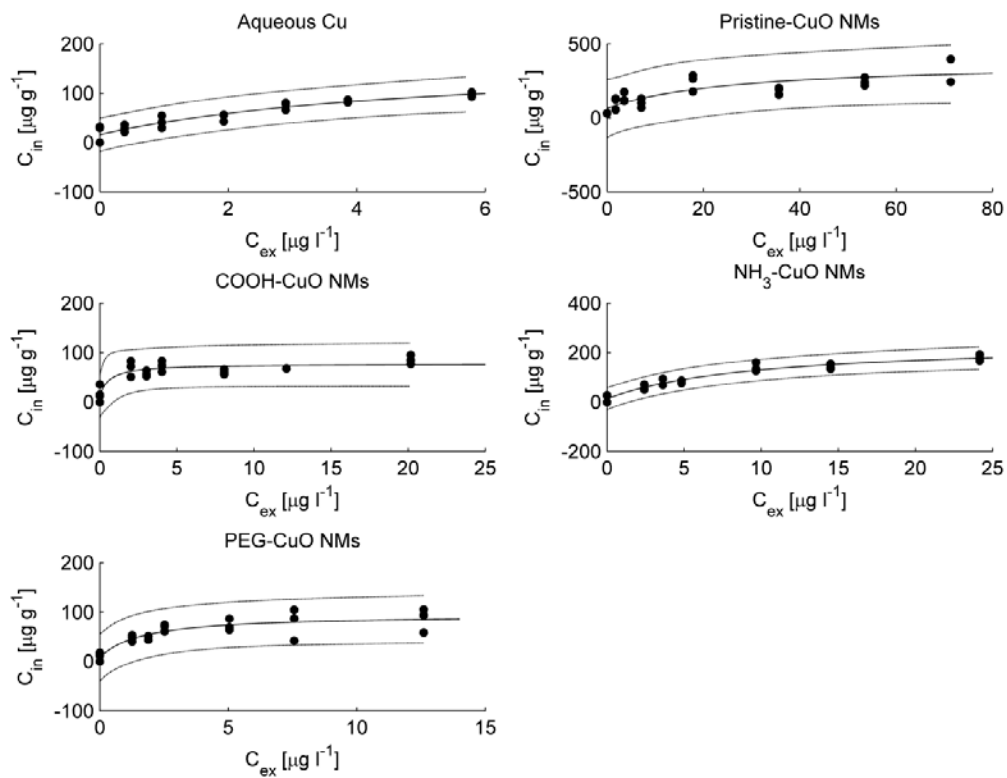 Aqueous Cu
200
100
0
-100
C_in [μg g⁻¹]
0 2 4 6
C_ex [μg l⁻¹]
Pristine-CuO NMs
500
0
-500
C_in [μg g⁻¹]
0 20 40 60 80
C_ex [μg l⁻¹]
COOH-CuO NMs
200
100
0
-100
C_in [μg g⁻¹]
0 5 10 15 20 25
C_ex [μg l⁻¹]
NH₃-CuO NMs
400
200
0
-200
C_in [μg g⁻¹]
0 5 10 15 20 25
C_ex [μg l⁻¹]
PEG-CuO NMs
200
100
0
-100
C_in [μg g⁻¹]
0 5 10 15
C_ex [μg l⁻¹]